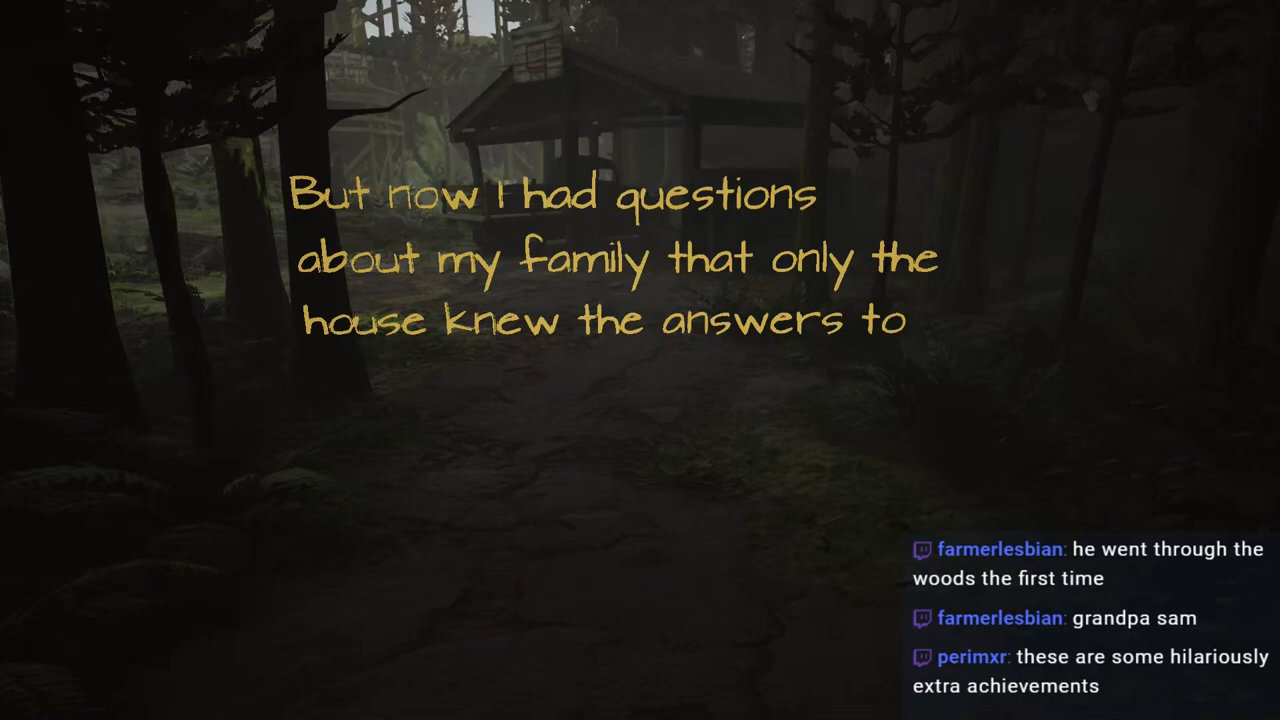 But now I had questions
about my family that only the
house knew the answers to
farmerlesbian: he went through the
woods the first time
farmerlesbian: grandpa sam
perimxr: these are some hilariously
extra achievements